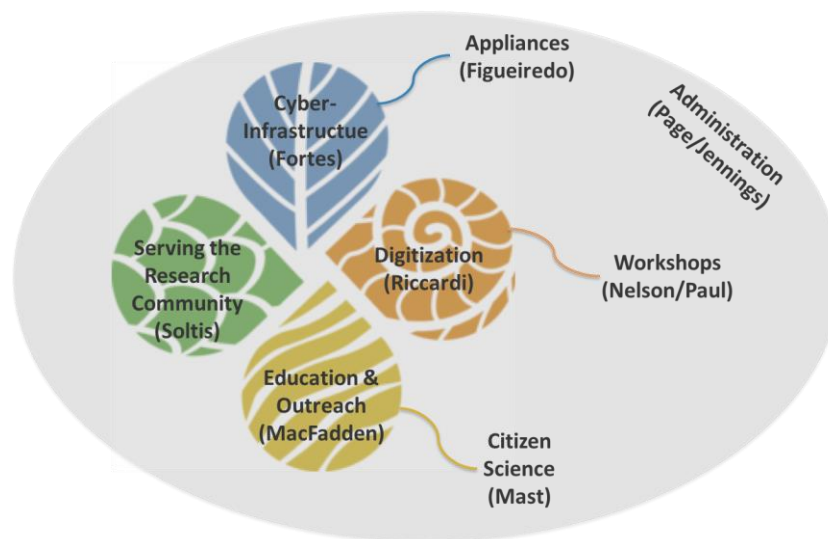 Appliances
(Figueiredo)
Administration
(Page/Jennings)
Cyber-
Infrastructue
(Fortes)
Serving the
Research
Community
(Soltis)
Digitization
(Riccardi)
Workshops
(Nelson/Paul)
Education &
Outreach
(MacFadden)
Citizen
Science
(Mast)